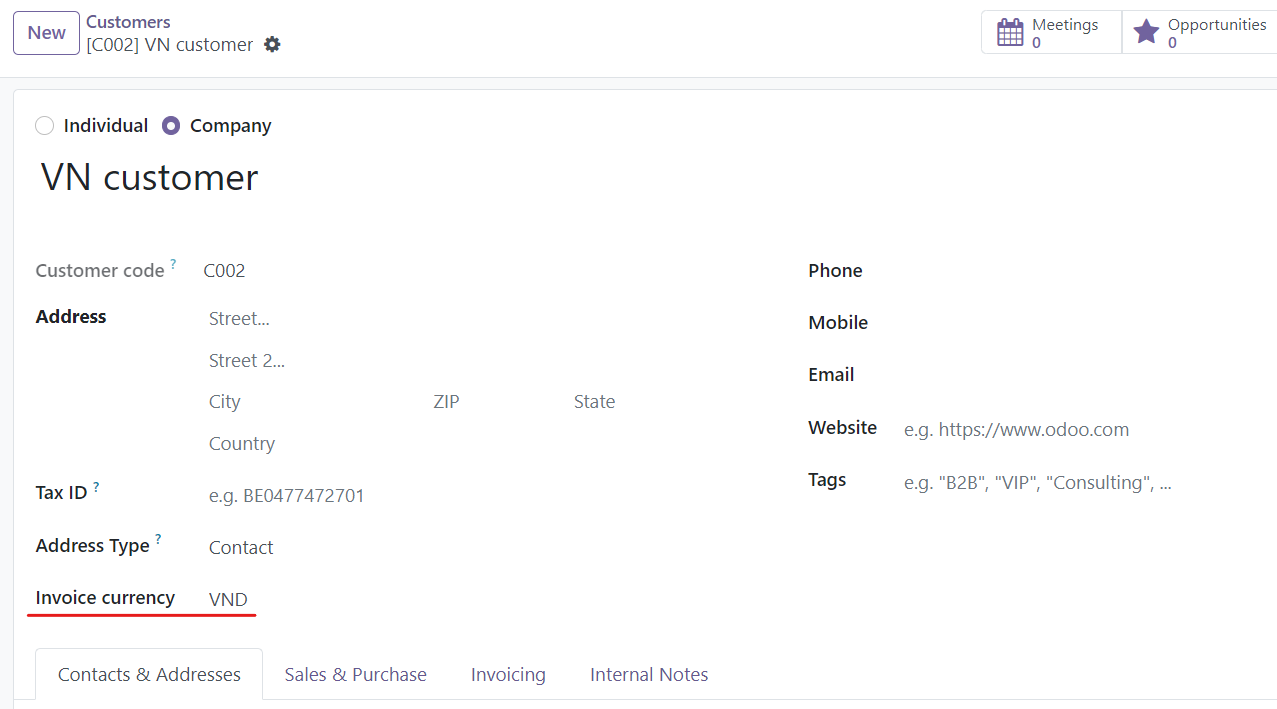 New
Customers
[C002] VN customer
Meetings
0
Opportunities
0
Individual
Company
VN customer
Customer code ?
C002
Address
Street...
Street 2...
City
ZIP
State
Country
Tax ID ?
e.g. BE0477472701
Address Type ?
Contact
Invoice currency
VND
Phone
Mobile
Email
Website
e.g. https://www.odoo.com
Tags
e.g. "B2B", "VIP", "Consulting", ...
Contacts & Addresses
Sales & Purchase
Invoicing
Internal Notes